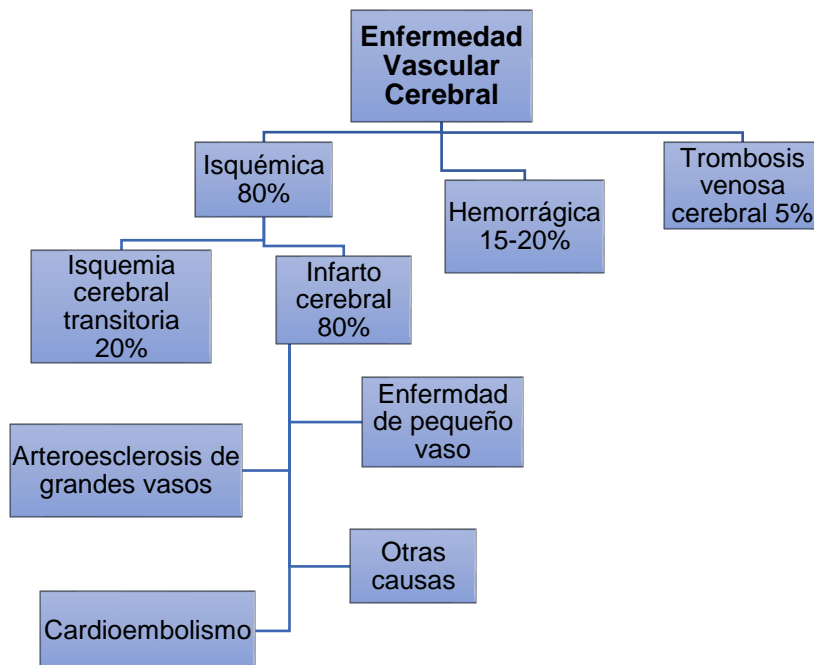 Enfermedad
Vascular
Cerebral
Isquémica
80%
Hemorrágica
15-20%
Trombosis
venosa
cerebral 5%
Isquemia
cerebral
transitoria
20%
Infarto
cerebral
80%
Enfermdad
de pequeño
vaso
Arteroesclerosis de
grandes vasos
Otras
causas
Cardioembolismo